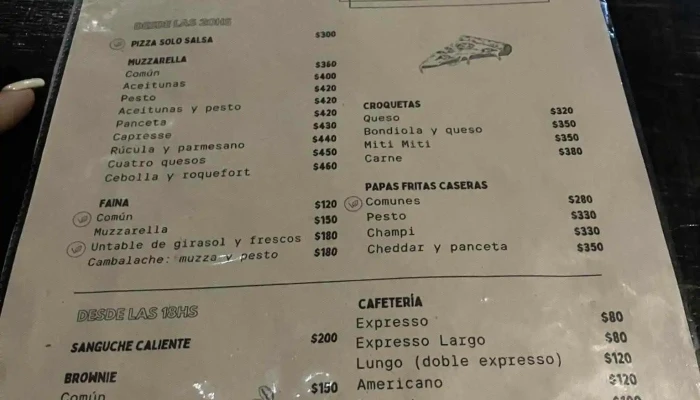 DESDE LAS 20HS
PIZZA SOLO SALSA $300
MUZZARELLA
Común $360
Aceitunas $400
Pesto $420
Aceitunas y pesto $420
Panceta $420
Capresse $430
Rúcula y parmesano $440
Cuatro quesos $450
Cebolla y roquefort $460
FAINA
Común $120
Muzzarella $150
Untable de girasol y frescos $180
Cambalache: muzza y pesto $180
CROQUETAS
Queso $320
Bondiola y queso $350
Miti Miti $350
Carne $380
PAPAS FRITAS CASERAS
Comunes $280
Pesto $330
Champi $330
Cheddar y panceta $350
DESDE LAS 18HS
SANGUCHE CALIENTE $200
BROWNIE
Común $150
CAFETERÍA
Expresso $80
Expresso Largo $80
Lungo (doble expresso) $120
Americano $120